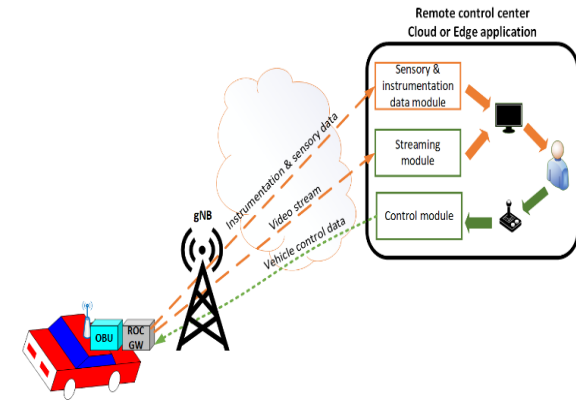 Remote control center
Cloud or Edge application
Sensory &
instrumentation
data module
Streaming
module
Control module
Instrumentation & sensory data
Video stream
Vehicle control data
gNB
OBU
ROC
GW